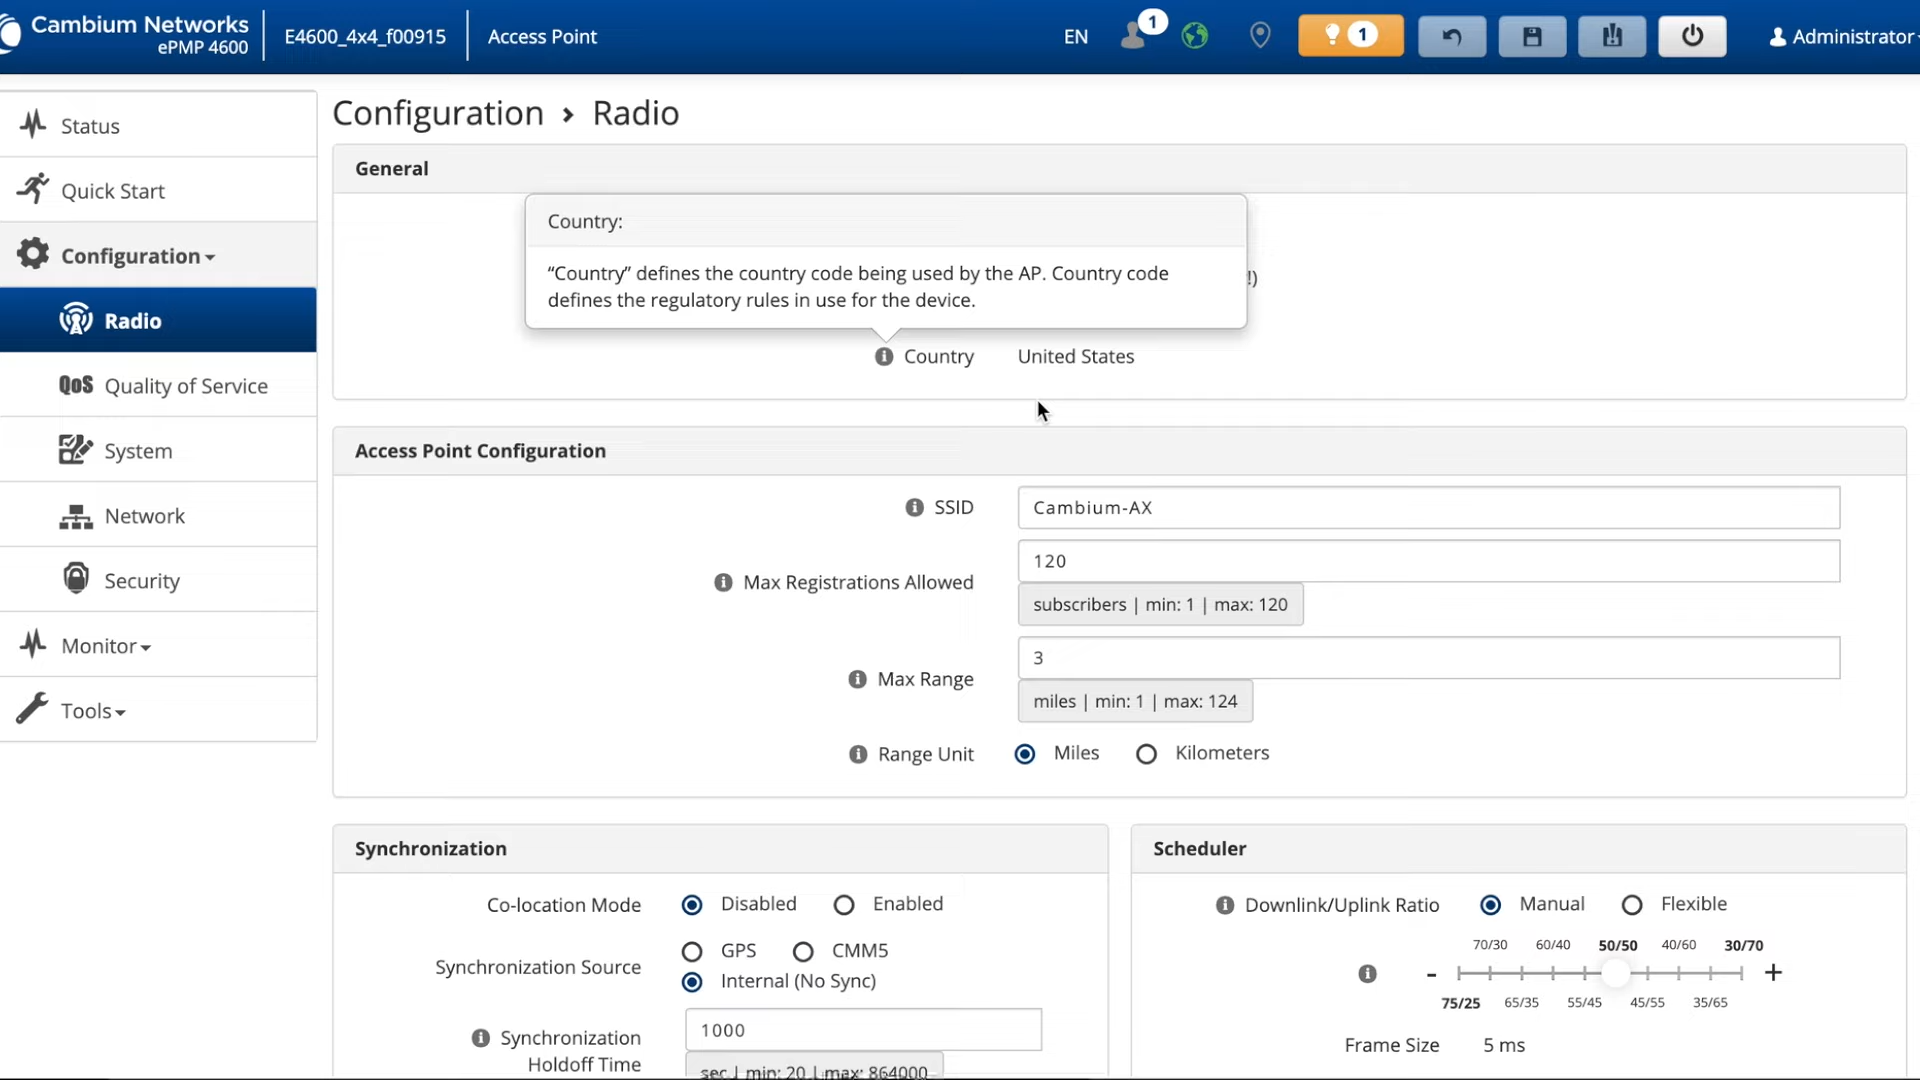 Cambium Networks
ePMP 4600
E4600_4x4_f00915
Access Point
EN
1
1
Administrator
Status
Quick Start
Configuration
Radio
QoS Quality of Service
System
Network
Security
Monitor
Tools
Configuration › Radio
General
Country:
“Country” defines the country code being used by the AP. Country code
defines the regulatory rules in use for the device.
!)
Country United States
Access Point Configuration
SSID Cambium-AX
Max Registrations Allowed 120
subscribers | min: 1 | max: 120
Max Range 3
miles | min: 1 | max: 124
Range Unit Miles Kilometers
Synchronization
Co-location Mode Disabled Enabled
Synchronization Source GPS CMM5
Internal (No Sync)
Synchronization
Holdoff Time
1000
sec | min: 20 | max: 864000
Scheduler
Downlink/Uplink Ratio Manual Flexible
70/30 60/40 50/50 40/60 30/70
- +
75/25 65/35 55/45 45/55 35/65
Frame Size 5 ms